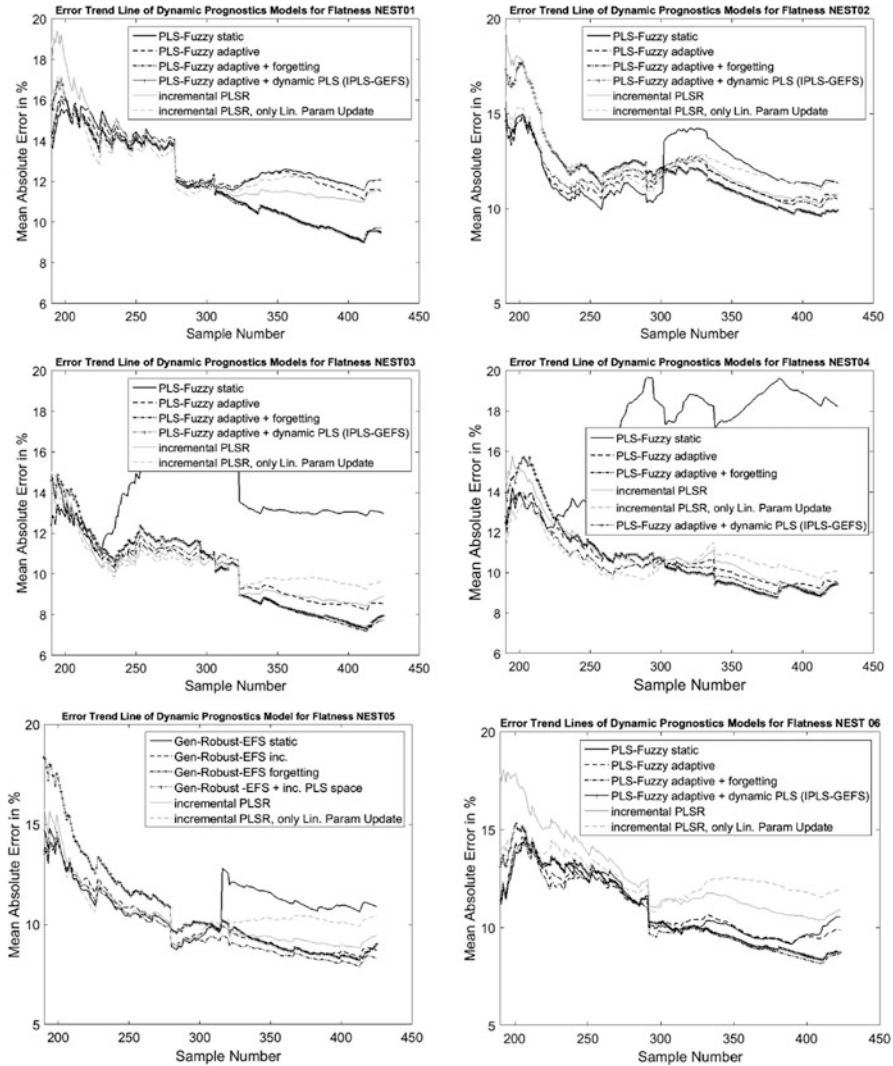 Error Trend Line of Dynamic Prognostics Models for Flatness NEST01
20
18
16
14
12
10
8
6
Mean Absolute Error in %
PLS-Fuzzy static
PLS-Fuzzy adaptive
PLS-Fuzzy adaptive + forgetting
PLS-Fuzzy adaptive + dynamic PLS (IPLS-GEFS)
incremental PLSR
incremental PLSR, only Lin. Param Update
200 250 300 350 400 450
Sample Number
Error Trend Line of Dynamic Prognostics Models for Flatness NEST02
20
15
10
5
Mean Absolute Error in %
PLS-Fuzzy static
PLS-Fuzzy adaptive
PLS-Fuzzy adaptive + forgetting
PLS-Fuzzy adaptive + dynamic PLS (IPLS-GEFS)
incremental PLSR
incremental PLSR, only Lin. Param Update
200 250 300 350 400 450
Sample Number
Error Trend Line of Dynamic Prognostics Models for Flatness NEST03
20
18
16
14
12
10
8
6
Mean Absolute Error in %
PLS-Fuzzy static
PLS-Fuzzy adaptive
PLS-Fuzzy adaptive + forgetting
PLS-Fuzzy adaptive + dynamic PLS (IPLS-GEFS)
incremental PLSR
incremental PLSR, only Lin. Param Update
200 250 300 350 400 450
Sample Number
Error Trend Line of Dynamic Prognostics Models for Flatness NEST04
20
18
16
14
12
10
8
6
Mean Absolute Error in %
PLS-Fuzzy static
PLS-Fuzzy adaptive
PLS-Fuzzy adaptive + forgetting
incremental PLSR
incremental PLSR, only Lin. Param Update
PLS-Fuzzy adaptive + dynamic PLS (IPLS-GEFS)
200 250 300 350 400 450
Sample Number
Error Trend Line of Dynamic Prognostics Model for Flatness NEST05
20
15
10
5
Mean Absolute Error in %
Gen-Robust-EFS static
Gen-Robust-EFS inc.
Gen-Robust-EFS forgetting
Gen-Robust -EFS + inc. PLS space
incremental PLSR
incremental PLSR, only Lin. Param Update
200 250 300 350 400 450
Sample Number
Error Trend Lines of Dynamic Prognostics Models for Flatness NEST 06
20
15
10
5
Mean Absolute Error in %
PLS-Fuzzy static
PLS-Fuzzy adaptive
PLS-Fuzzy adaptive + forgetting
PLS-Fuzzy adaptive + dynamic PLS (IPLS-GEFS)
incremental PLSR
incremental PLSR, only Lin. Param Update
200 250 300 350 400 450
Sample Number